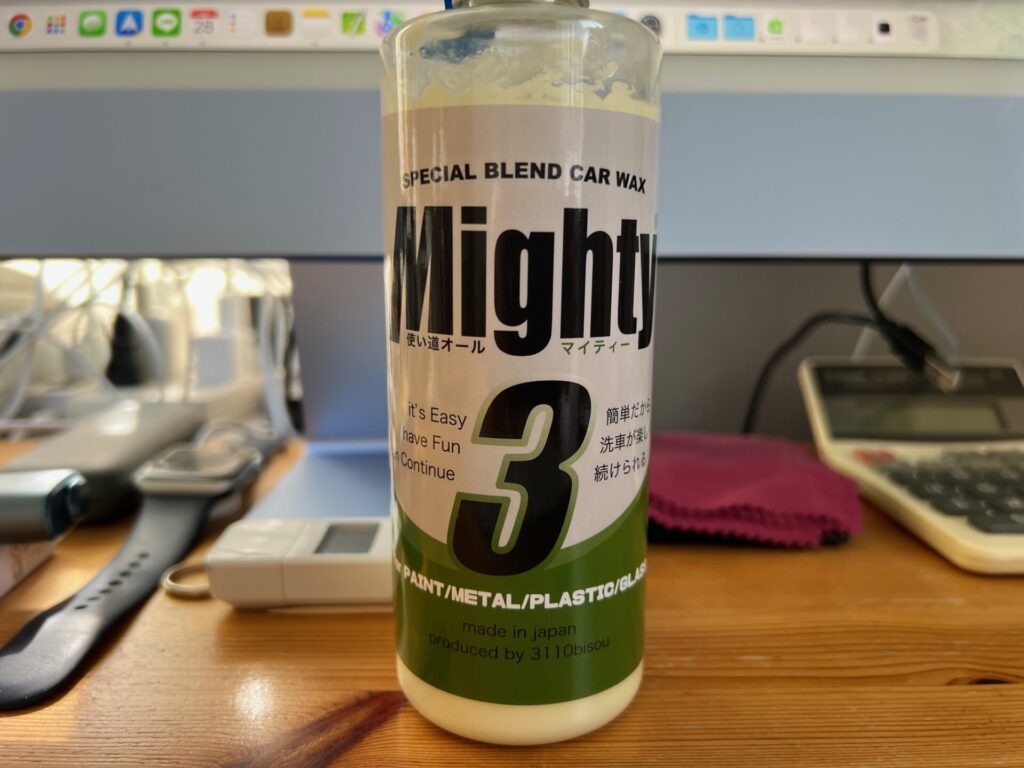 28
SPECIAL BLEND CAR WAX
Mighty
使い道オール マイティー
3
it's Easy
have Fun
Continue
簡単だから
洗車が楽し
続けられる
PAINT/METAL/PLASTIC/GLASS
made in japan
produced by 3110bisou